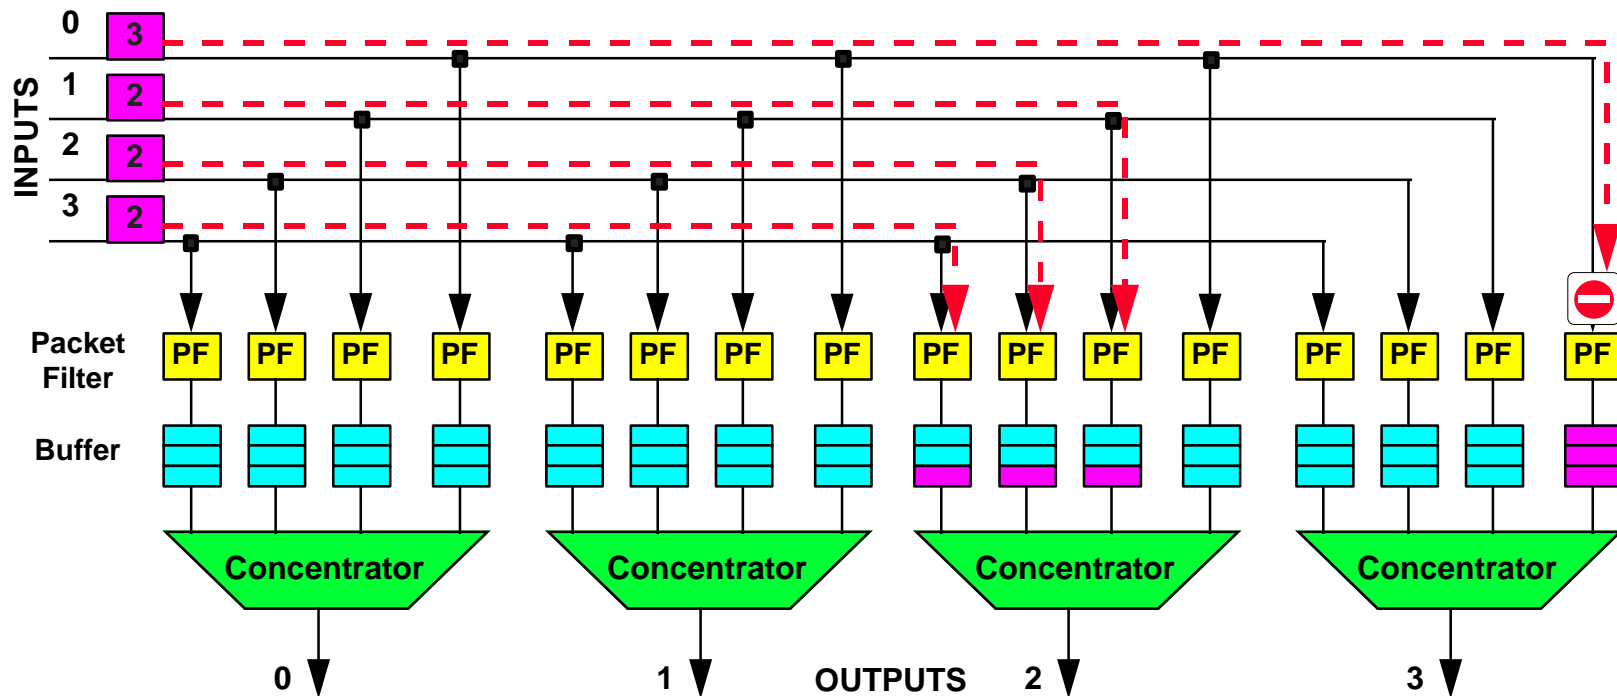 0 3
1 2
2 2
3 2
INPUTS
Packet
Filter
PF PF PF PF PF PF PF PF PF PF PF PF PF PF PF PF
Buffer
Concentrator Concentrator Concentrator Concentrator
0 1 OUTPUTS 2 3